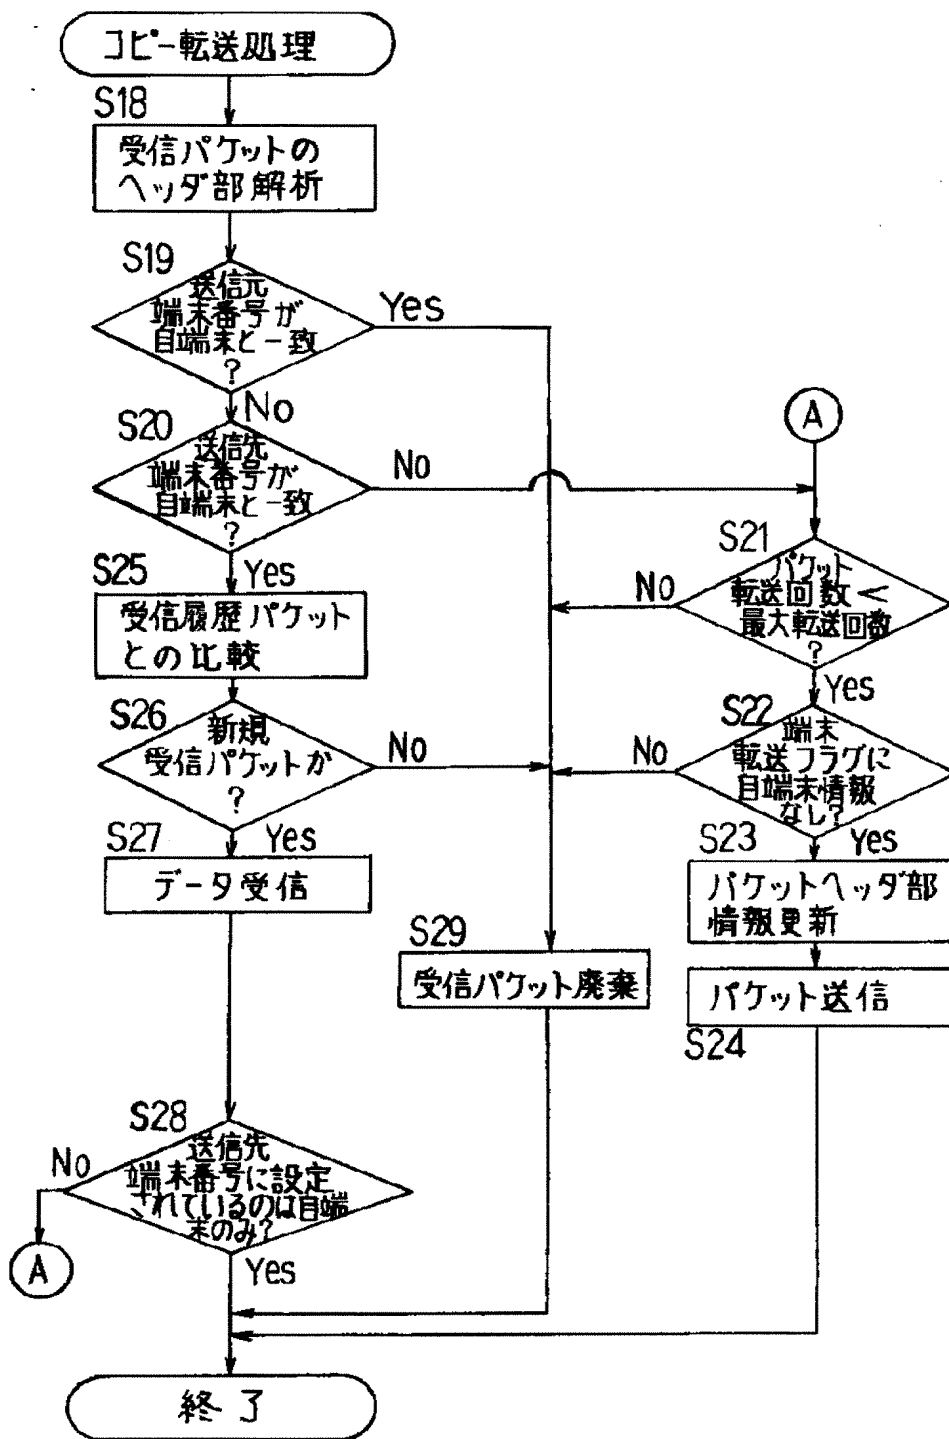 コピー転送処理
S18
受信パケットの
ヘッダ部解析
S19
送信元
端末番号が
自端末と一致
?
Yes
No
S20
送信先
端末番号が
自端末と一致
?
No
Yes
A
S21
パケット
転送回数<
最大転送回数
?
No
Yes
S25
受信履歴パケット
との比較
S26
新規
受信パケットか
?
No
Yes
S22
端末
転送フラグに
自端末情報
なし?
No
Yes
S27
データ受信
S23
パケットヘッダ部
情報更新
S29
受信パケット廃棄
パケット送信
S24
S28
送信先
端末番号に設定
されているのは自端
末のみ?
No
A
Yes
終了